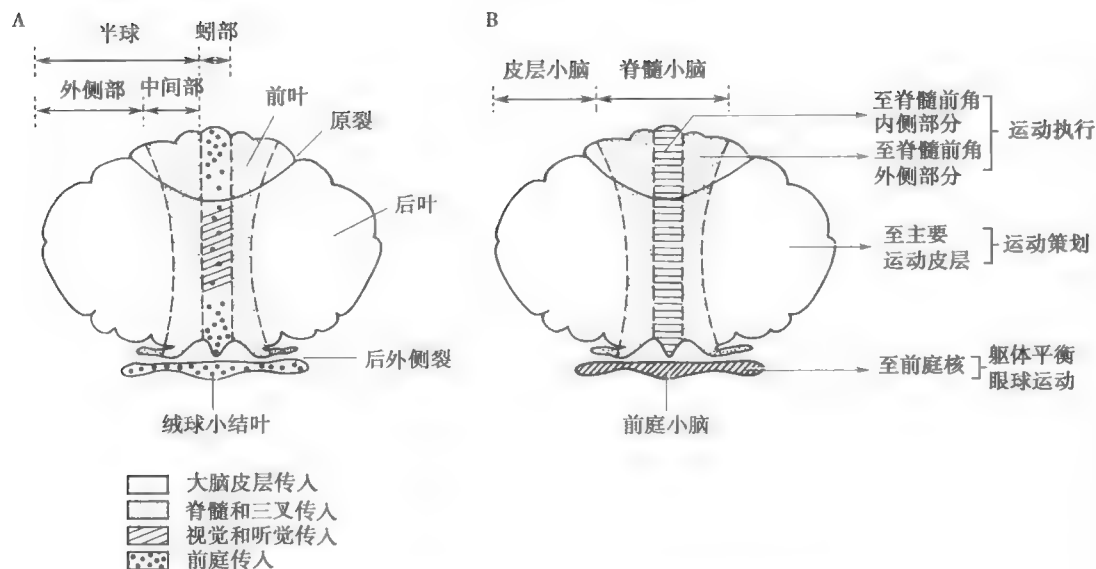 A
半球
蚓部
外侧部
中间部
前叶
原裂
后叶
后外侧裂
绒球小结叶
大脑皮层传入
脊髓和三叉传入
视觉和听觉传入
前庭传入
B
皮层小脑
脊髓小脑
至脊髓前角
内侧部分
至脊髓前角
外侧部分
运动执行
至主要
运动皮层
运动策划
至前庭核
躯体平衡
眼球运动
前庭小脑